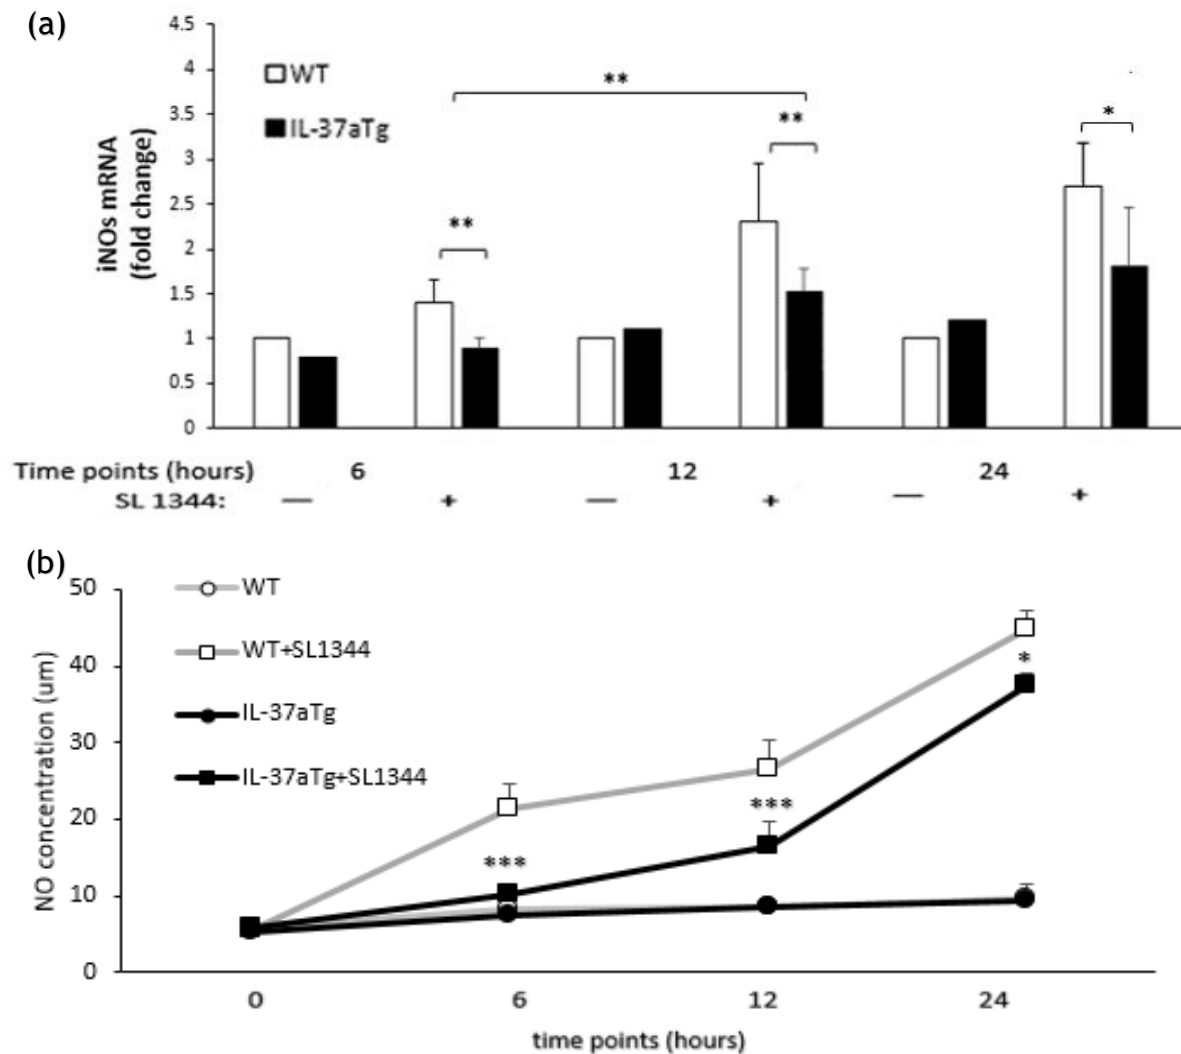 (a)
4.5
4
3.5
3
2.5
2
1.5
1
0.5
0
iNOs mRNA
(fold change)
WT
IL-37aTg
**
**
**
*
Time points (hours) 6 12 24
SL 1344: — + — + — +
(b)
50
40
30
20
10
0
NO concentration (um)
WT
WT+SL1344
IL-37aTg
IL-37aTg+SL1344
***
***
*
0 6 12 24
time points (hours)